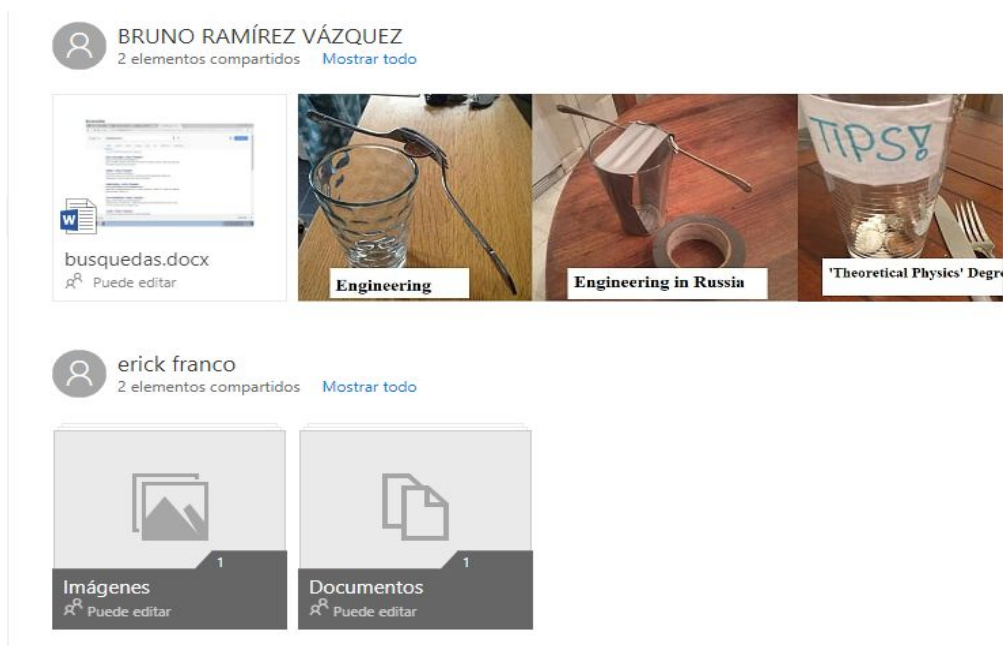 BRUNO RAMÍREZ VÁZQUEZ
2 elementos compartidos Mostrar todo
W
busquedas.docx
Puede editar
Engineering
Engineering in Russia
TiPS!
'Theoretical Physics' Degre
erick franco
2 elementos compartidos Mostrar todo
1
Imágenes
Puede editar
1
Documentos
Puede editar